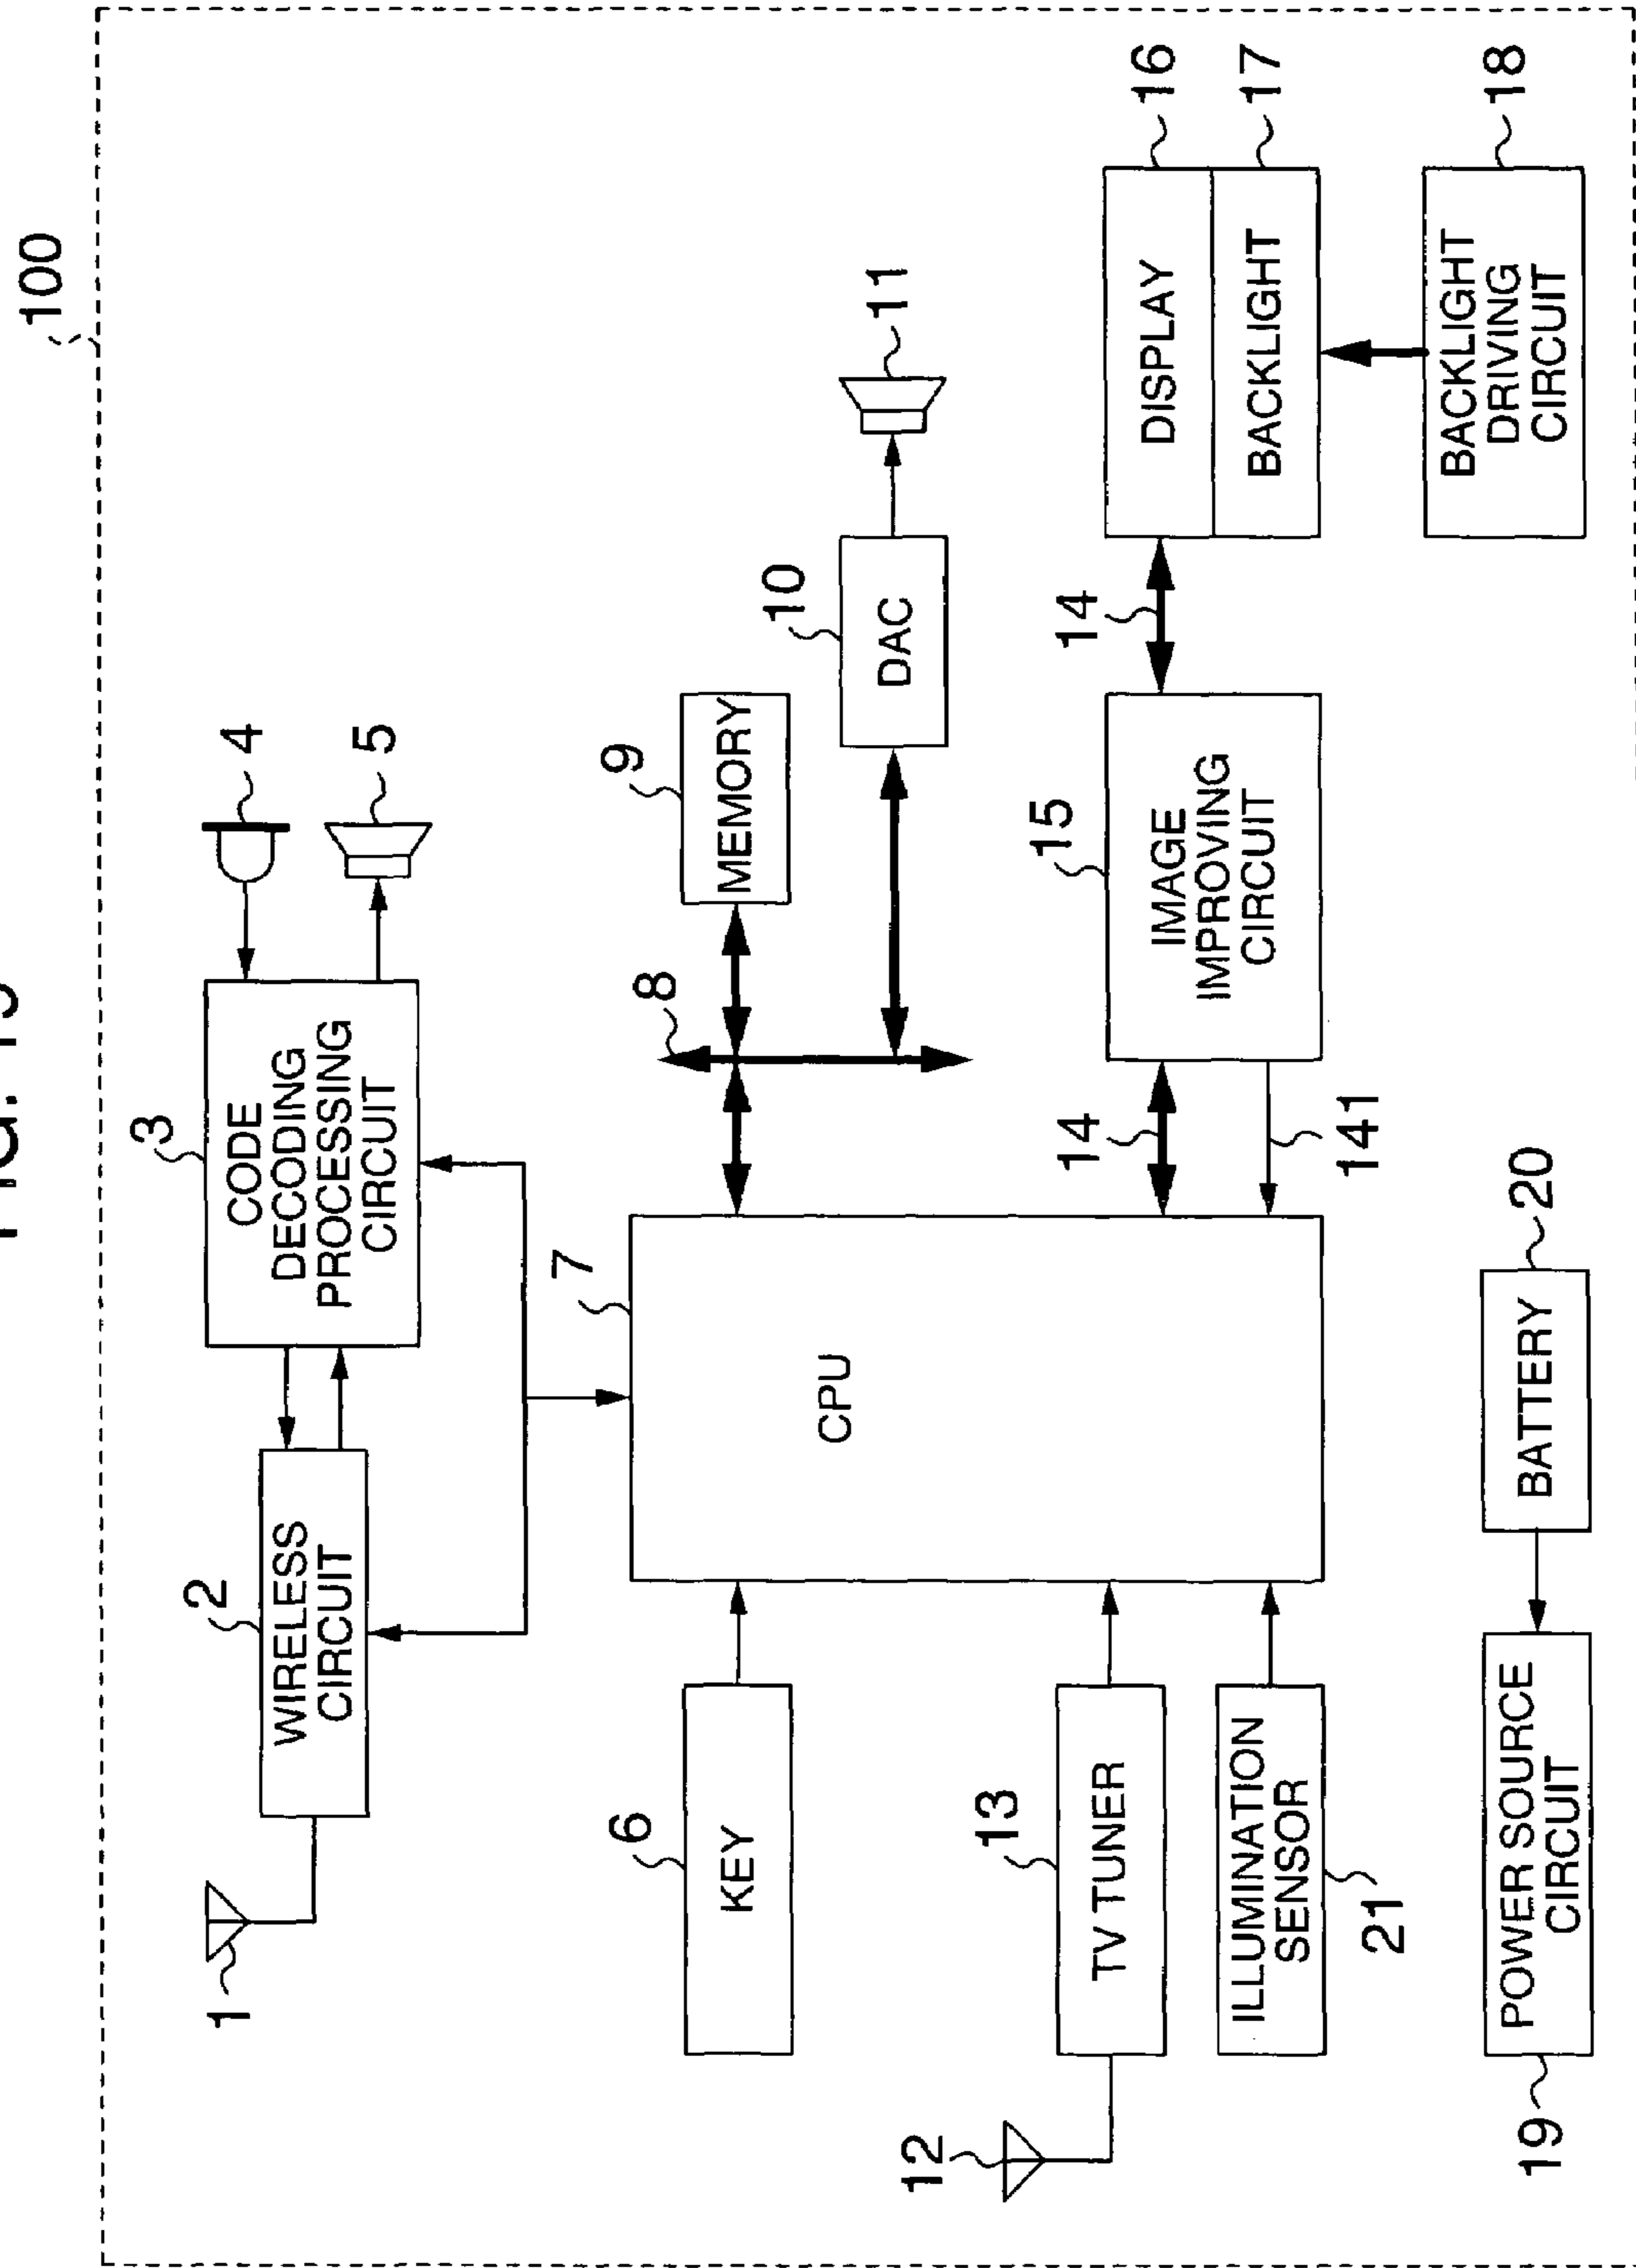 100
1
2
WIRELESS
CIRCUIT
3
CODE
DECODING
PROCESSING
CIRCUIT
4
5
6
KEY
7
CPU
8
9
MEMORY
10
DAC
11
12
13
TV TUNER
ILLUMINATION
SENSOR
21
14
141
15
IMAGE
IMPROVING
CIRCUIT
14
DISPLAY
16
BACKLIGHT
17
BACKLIGHT
DRIVING
CIRCUIT
18
19
POWER SOURCE
CIRCUIT
BATTERY
20